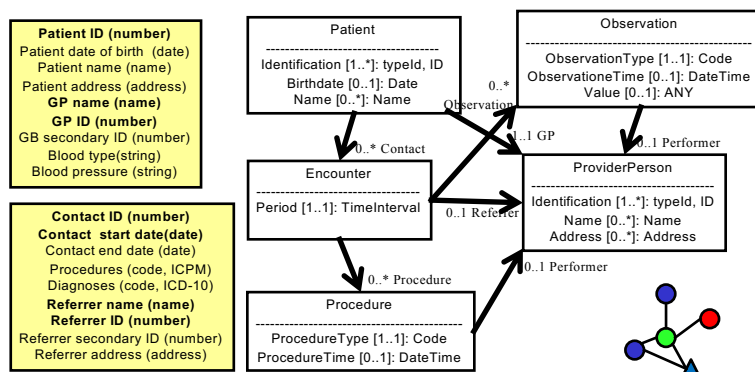 Patient ID (number)
Patient date of birth (date)
Patient name (name)
Patient address (address)
GP name (name)
GP ID (number)
GB secondary ID (number)
Blood type(string)
Blood pressure (string)
Contact ID (number)
Contact start date(date)
Contact end date (date)
Procedures (code, ICPM)
Diagnoses (code, ICD-10)
Referrer name (name)
Referrer ID (number)
Referrer secondary ID (number)
Referrer address (address)
Patient
------------------------------------
Identification [1..*]: typeId, ID
Birthdate [0..1]: Date
Name [0..*]: Name
0..* Contact
Encounter
------------------------------------
Period [1..1]: TimeInterval
0..* Procedure
Procedure
------------------------------------
ProcedureType [1..1]: Code
ProcedureTime [0..1]: DateTime
Observation
------------------------------------
ObservationType [1..1]: Code
ObservationeTime [0..1]: DateTime
Value [0..1]: ANY
0..*
Observation
1..1 GP
0..1 Performer
ProviderPerson
------------------------------------
Identification [1..*]: typeId, ID
Name [0..*]: Name
Address [0..*]: Address
0..1 Referrer
0..1 Performer